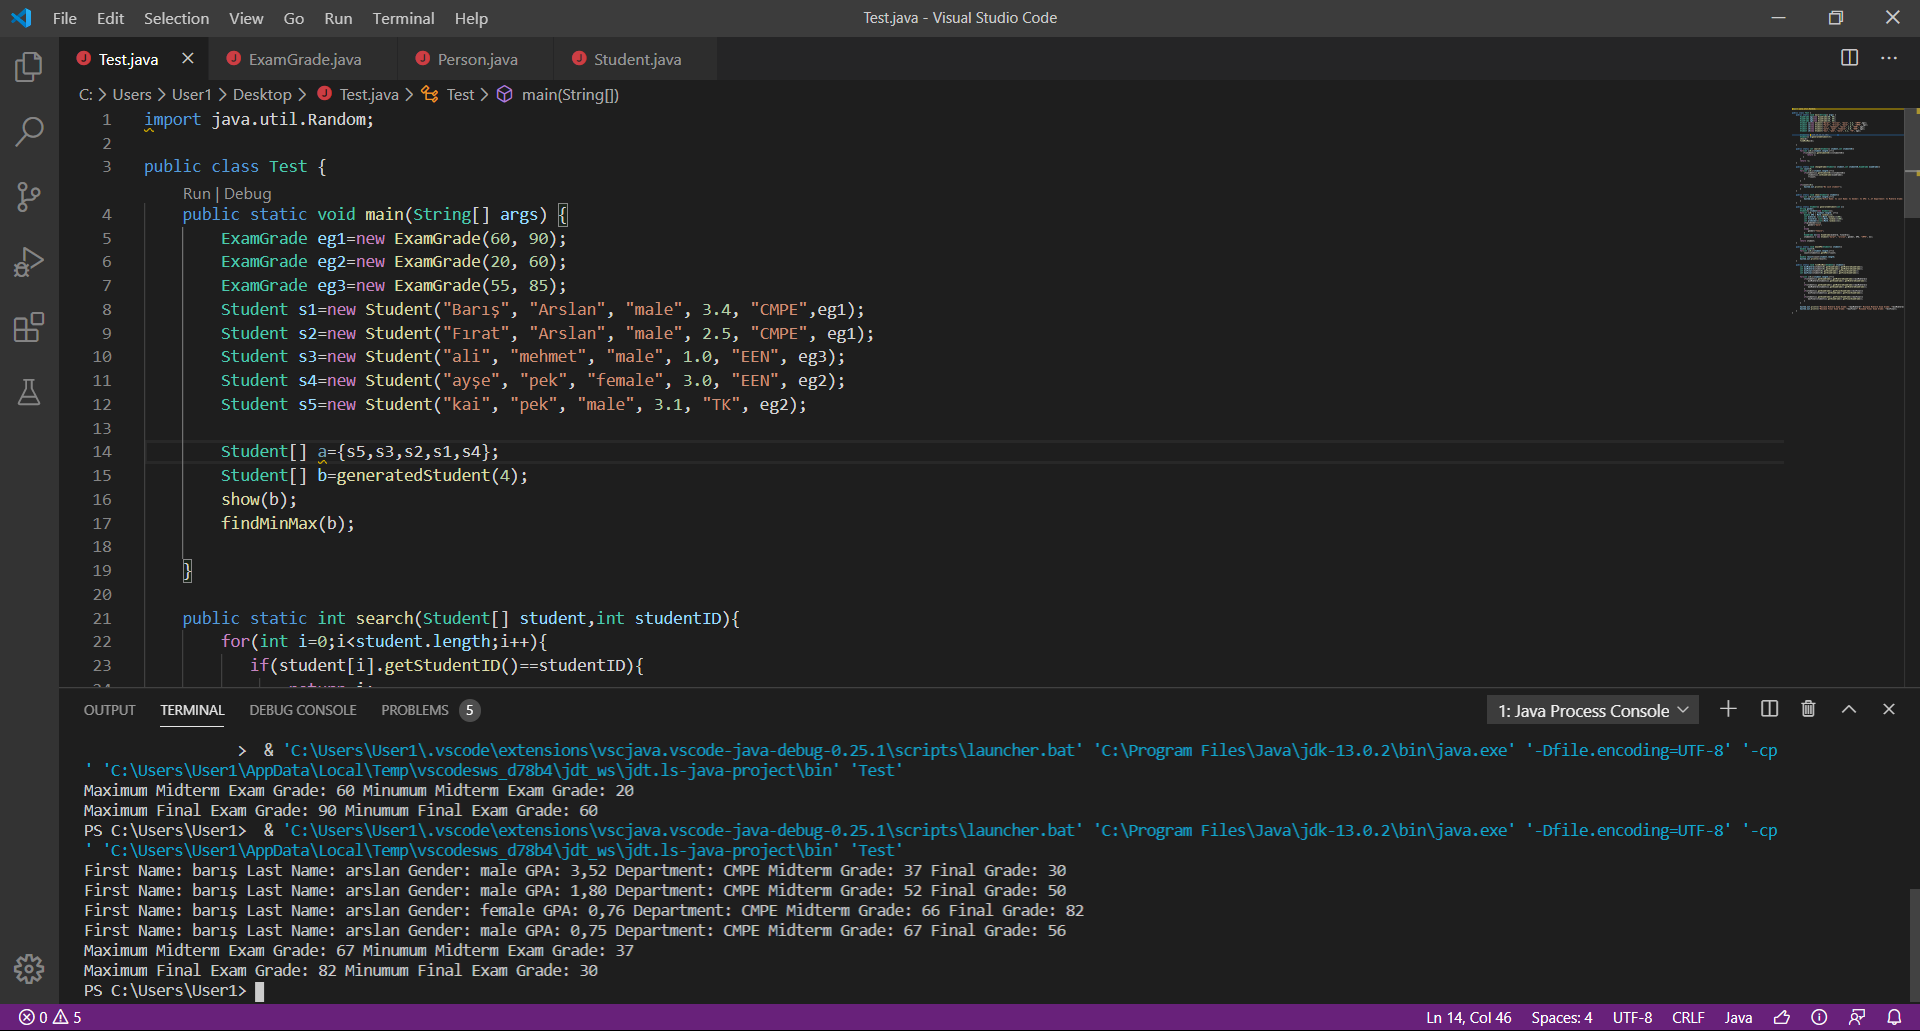 File Edit Selection View Go Run Terminal Help Test.java - Visual Studio Code
Test.java ExamGrade.java Person.java Student.java
C: > Users > User1 > Desktop > Test.java > Test > main(String[])
1 import java.util.Random;
2
3 public class Test {
Run | Debug
4 public static void main(String[] args) {
5 ExamGrade eg1=new ExamGrade(60, 90);
6 ExamGrade eg2=new ExamGrade(20, 60);
7 ExamGrade eg3=new ExamGrade(55, 85);
8 Student s1=new Student("Barış", "Arslan", "male", 3.4, "CMPE",eg1);
9 Student s2=new Student("Fırat", "Arslan", "male", 2.5, "CMPE", eg1);
10 Student s3=new Student("ali", "mehmet", "male", 1.0, "EEN", eg3);
11 Student s4=new Student("ayşe", "pek", "female", 3.0, "EEN", eg2);
12 Student s5=new Student("kai", "pek", "male", 3.1, "TK", eg2);
13
14 Student[] a={s5,s3,s2,s1,s4};
15 Student[] b=generatedStudent(4);
16 show(b);
17 findMinMax(b);
18
19 }
20
21 public static int search(Student[] student,int studentID){
22 for(int i=0;i<student.length;i++){
23 if(student[i].getStudentID()==studentID){
OUTPUT TERMINAL DEBUG CONSOLE PROBLEMS 5 1: Java Process Console
> & 'C:\Users\User1\.vscode\extensions\vscjava.vscode-java-debug-0.25.1\scripts\launcher.bat' 'C:\Program Files\Java\jdk-13.0.2\bin\java.exe' '-Dfile.encoding=UTF-8' '-cp
' 'C:\Users\User1\AppData\Local\Temp\vscodesws_d78b4\jdt_ws\jdt.ls-java-project\bin' 'Test'
Maximum Midterm Exam Grade: 60 Minumum Midterm Exam Grade: 20
Maximum Final Exam Grade: 90 Minumum Final Exam Grade: 60
PS C:\Users\User1> & 'C:\Users\User1\.vscode\extensions\vscjava.vscode-java-debug-0.25.1\scripts\launcher.bat' 'C:\Program Files\Java\jdk-13.0.2\bin\java.exe' '-Dfile.encoding=UTF-8' '-cp
' 'C:\Users\User1\AppData\Local\Temp\vscodesws_d78b4\jdt_ws\jdt.ls-java-project\bin' 'Test'
First Name: barış Last Name: arslan Gender: male GPA: 3,52 Department: CMPE Midterm Grade: 37 Final Grade: 30
First Name: barış Last Name: arslan Gender: male GPA: 1,80 Department: CMPE Midterm Grade: 52 Final Grade: 50
First Name: barış Last Name: arslan Gender: female GPA: 0,76 Department: CMPE Midterm Grade: 66 Final Grade: 82
First Name: barış Last Name: arslan Gender: male GPA: 0,75 Department: CMPE Midterm Grade: 67 Final Grade: 56
Maximum Midterm Exam Grade: 67 Minumum Midterm Exam Grade: 37
Maximum Final Exam Grade: 82 Minumum Final Exam Grade: 30
PS C:\Users\User1>
0 5 Ln 14, Col 46 Spaces: 4 UTF-8 CRLF Java